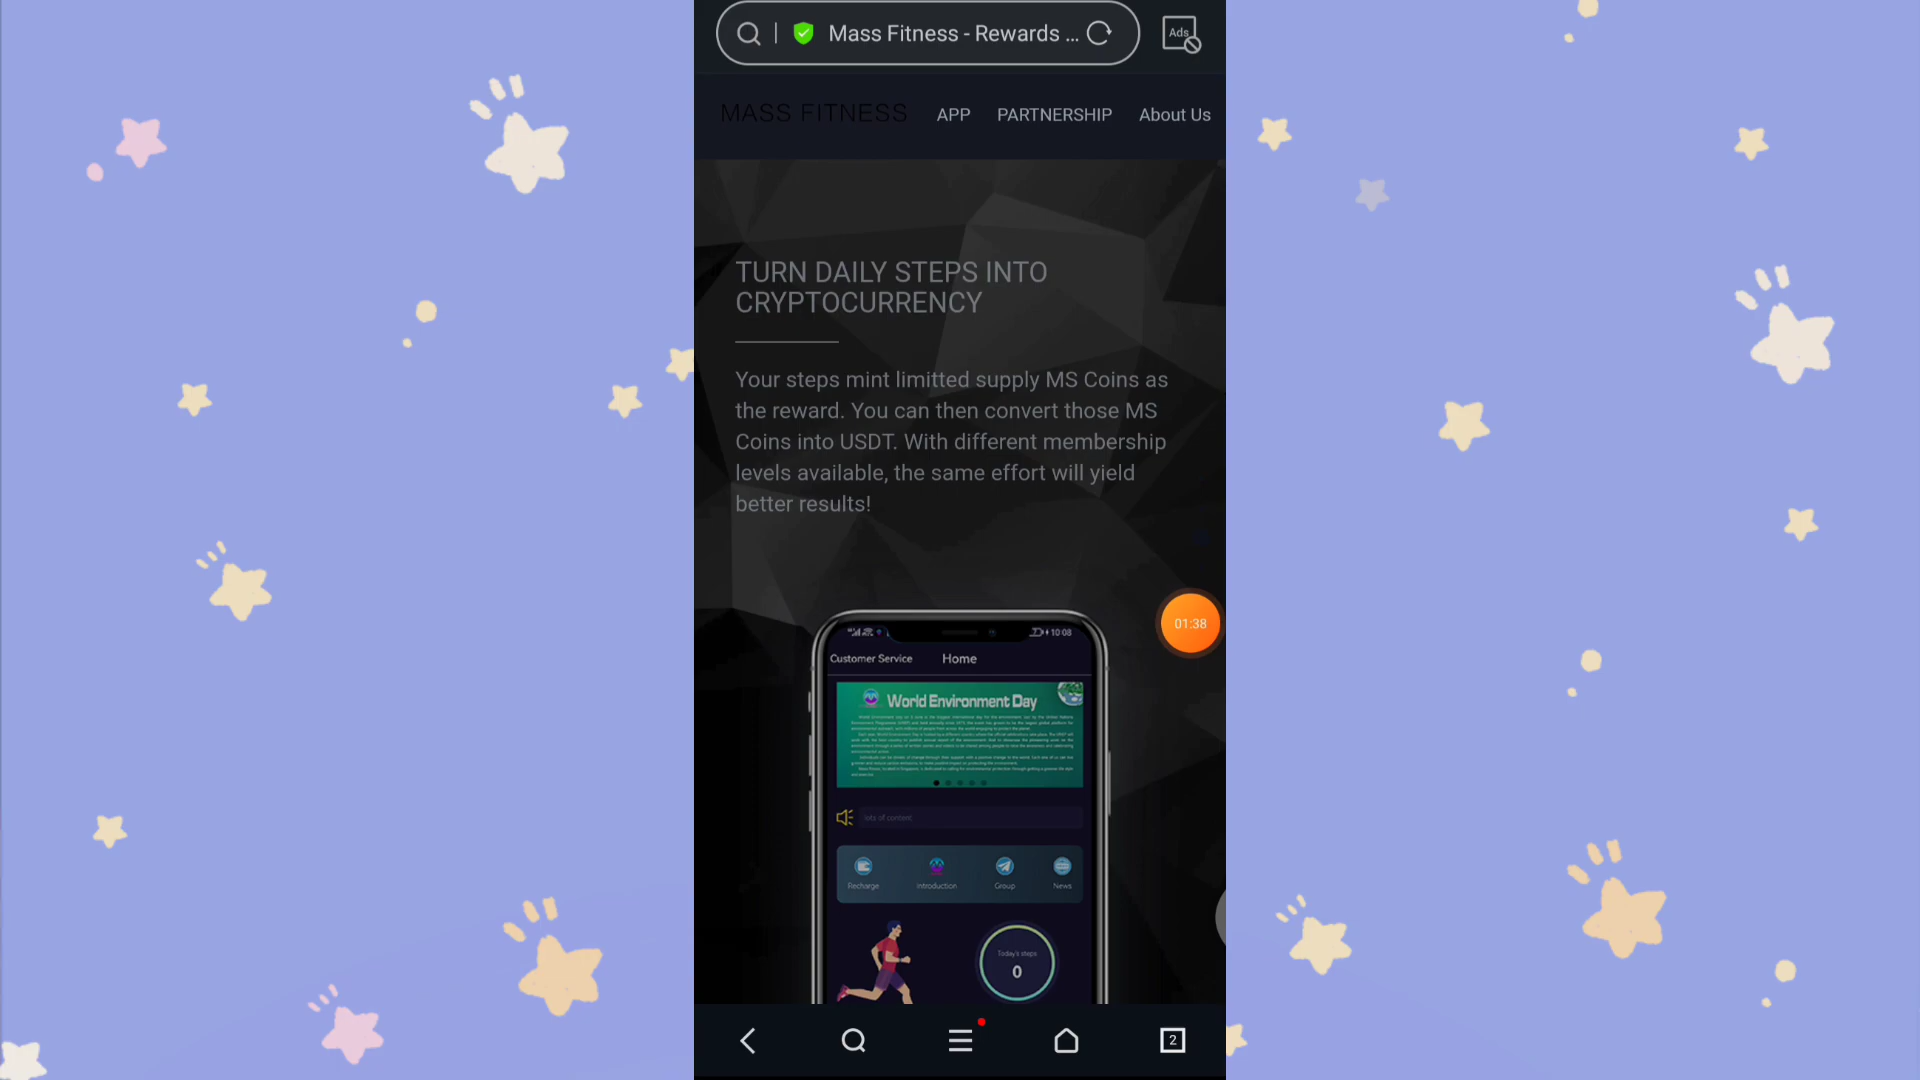 Mass Fitness - Rewards ...
Ads
MASS FITNESS
APP
PARTNERSHIP
About Us
TURN DAILY STEPS INTO
CRYPTOCURRENCY
Your steps mint limitted supply MS Coins as
the reward. You can then convert those MS
Coins into USDT. With different membership
levels available, the same effort will yield
better results!
01:38
10:08
Customer Service
Home
World Environment Day
lots of content
Recharge
Introduction
Group
News
Today's steps
0
2